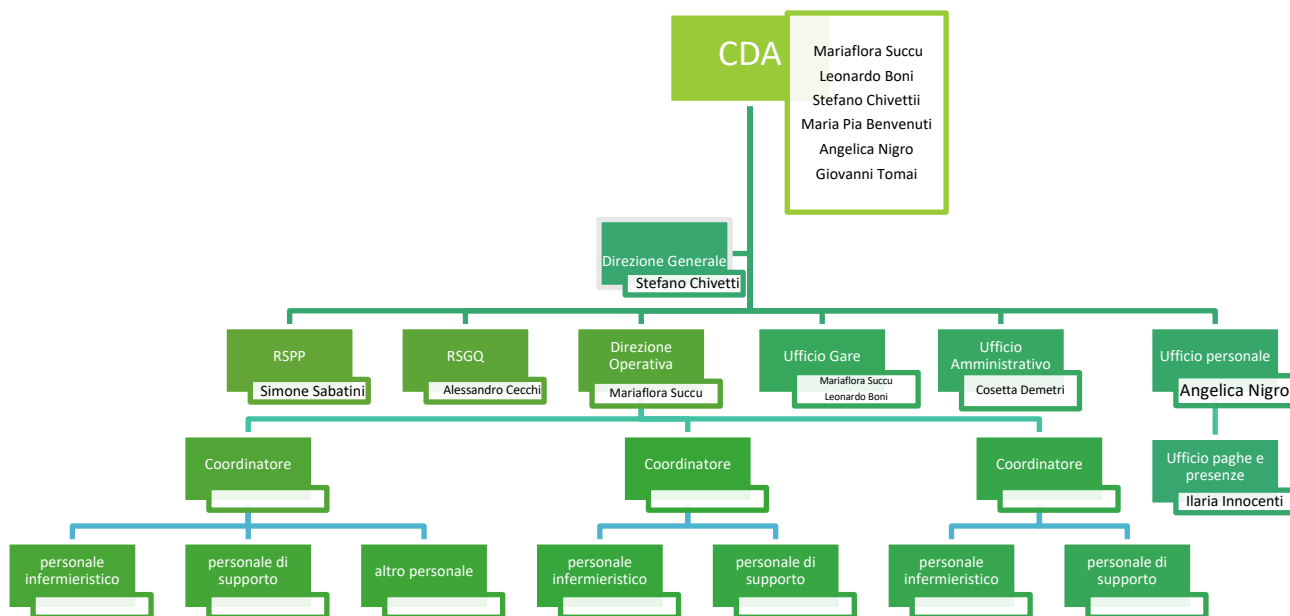 CDA
Mariaflora Succu
Leonardo Boni
Stefano Chivettii
Maria Pia Benvenuti
Angelica Nigro
Giovanni Tomai
Direzione Generale
Stefano Chivetti
RSPP
Simone Sabatini
RSGQ
Alessandro Cecchi
Direzione
Operativa
Mariaflora Succu
Ufficio Gare
Mariaflora Succu
Leonardo Boni
Ufficio
Amministrativo
Cosetta Demetri
Ufficio personale
Angelica Nigro
Coordinatore
Coordinatore
Coordinatore
Ufficio paghe e
presenze
Ilaria Innocenti
personale
infermieristico
personale di
supporto
altro personale
personale
infermieristico
personale di
supporto
personale
infermieristico
personale di
supporto